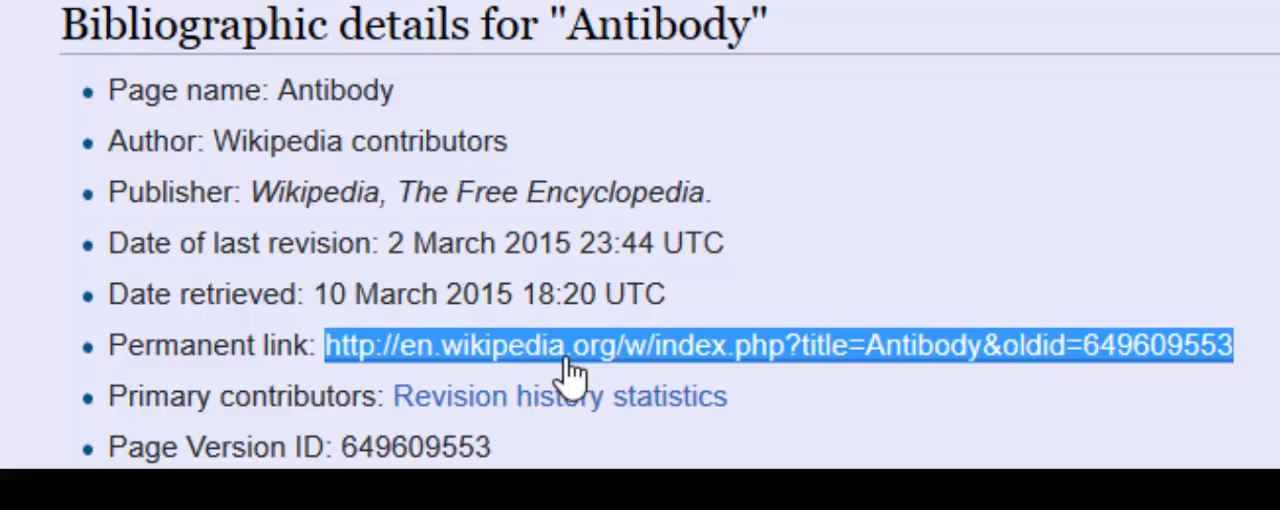 Bibliographic details for "Antibody"
Page name: Antibody
Author: Wikipedia contributors
Publisher: Wikipedia, The Free Encyclopedia.
Date of last revision: 2 March 2015 23:44 UTC
Date retrieved: 10 March 2015 18:20 UTC
Permanent link: http://en.wikipedia.org/w/index.php?title=Antibody&oldid=649609553
Primary contributors: Revision history statistics
Page Version ID: 649609553